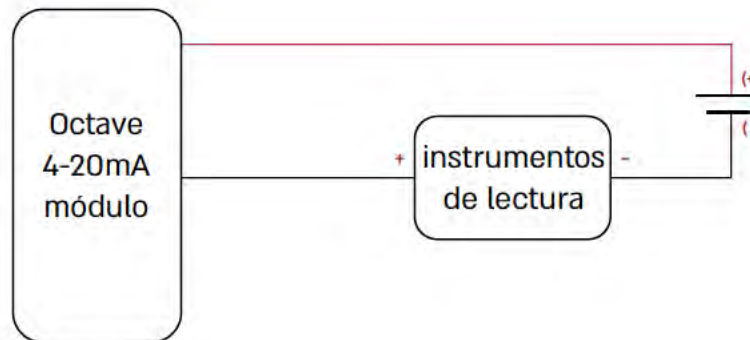 Octave
4-20mA
módulo
+
instrumentos
de lectura
-
(+
(